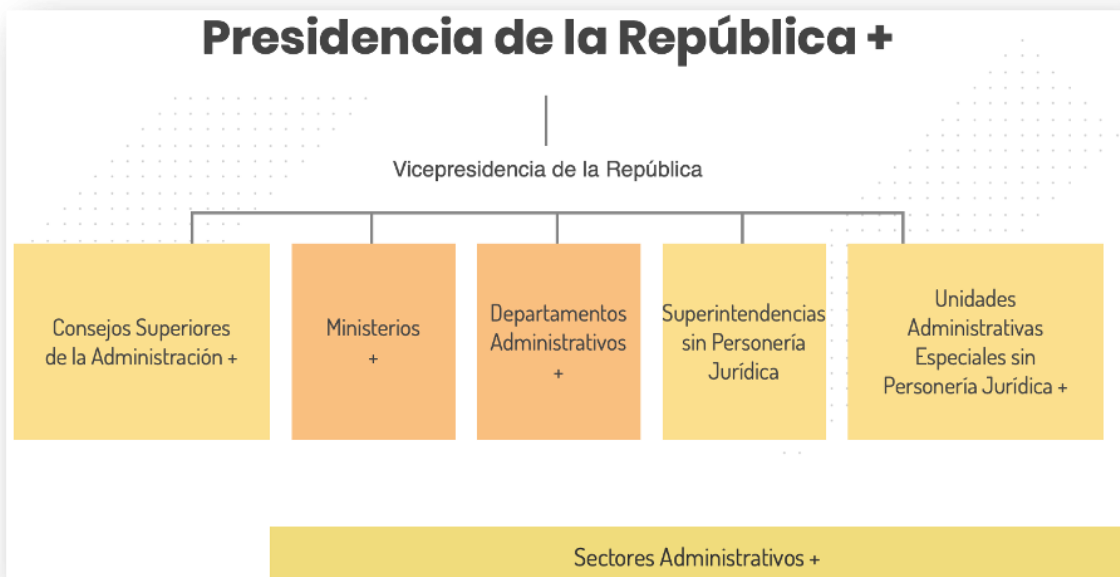 Presidencia de la República +
Vicepresidencia de la República
Consejos Superiores
de la Administración +
Ministerios
+
Departamentos
Administrativos
+
Superintendencias
sin Personería
Jurídica
Unidades
Administrativas
Especiales sin
Personería Jurídica +
Sectores Administrativos +